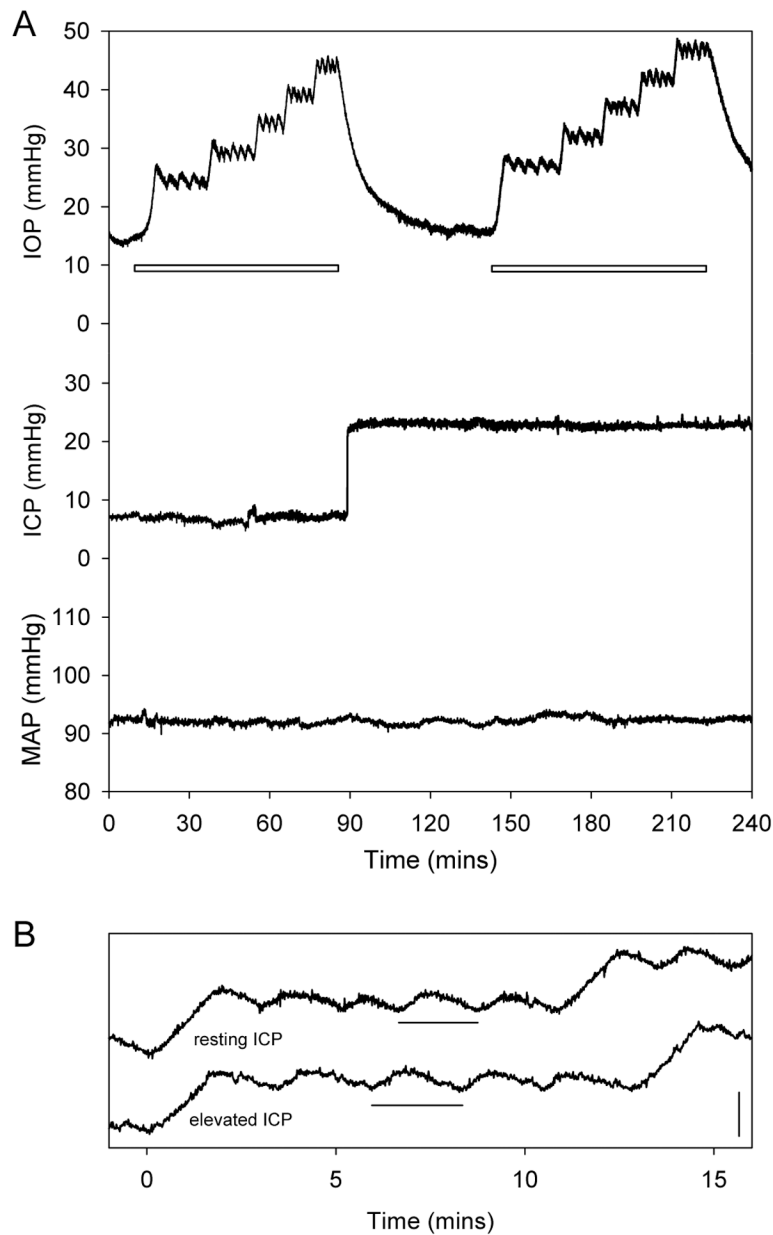 A
IOP (mmHg)
50
40
30
20
10
0
ICP (mmHg)
30
20
10
0
MAP (mmHg)
110
100
90
80
0 30 60 90 120 150 180 210 240
Time (mins)
B
resting ICP
elevated ICP
0 5 10 15
Time (mins)